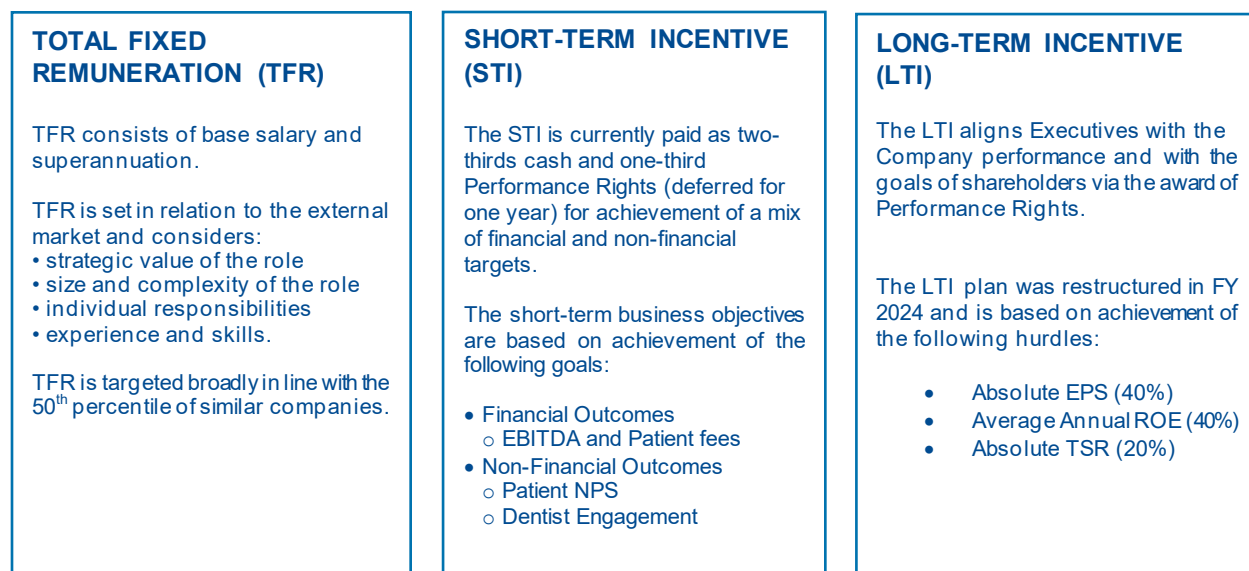 TOTAL FIXED
REMUNERATION (TFR)
TFR consists of base salary and
superannuation.
TFR is set in relation to the external
market and considers:
• strategic value of the role
• size and complexity of the role
• individual responsibilities
• experience and skills.
TFR is targeted broadly in line with the
50th percentile of similar companies.
SHORT-TERM INCENTIVE
(STI)
The STI is currently paid as two-
thirds cash and one-third
Performance Rights (deferred for
one year) for achievement of a mix
of financial and non-financial
targets.
The short-term business objectives
are based on achievement of the
following goals:
• Financial Outcomes
o EBITDA and Patient fees
• Non-Financial Outcomes
o Patient NPS
o Dentist Engagement
LONG-TERM INCENTIVE
(LTI)
The LTI aligns Executives with the
Company performance and with the
goals of shareholders via the award of
Performance Rights.
The LTI plan was restructured in FY
2024 and is based on achievement of
the following hurdles:
• Absolute EPS (40%)
• Average Annual ROE (40%)
• Absolute TSR (20%)